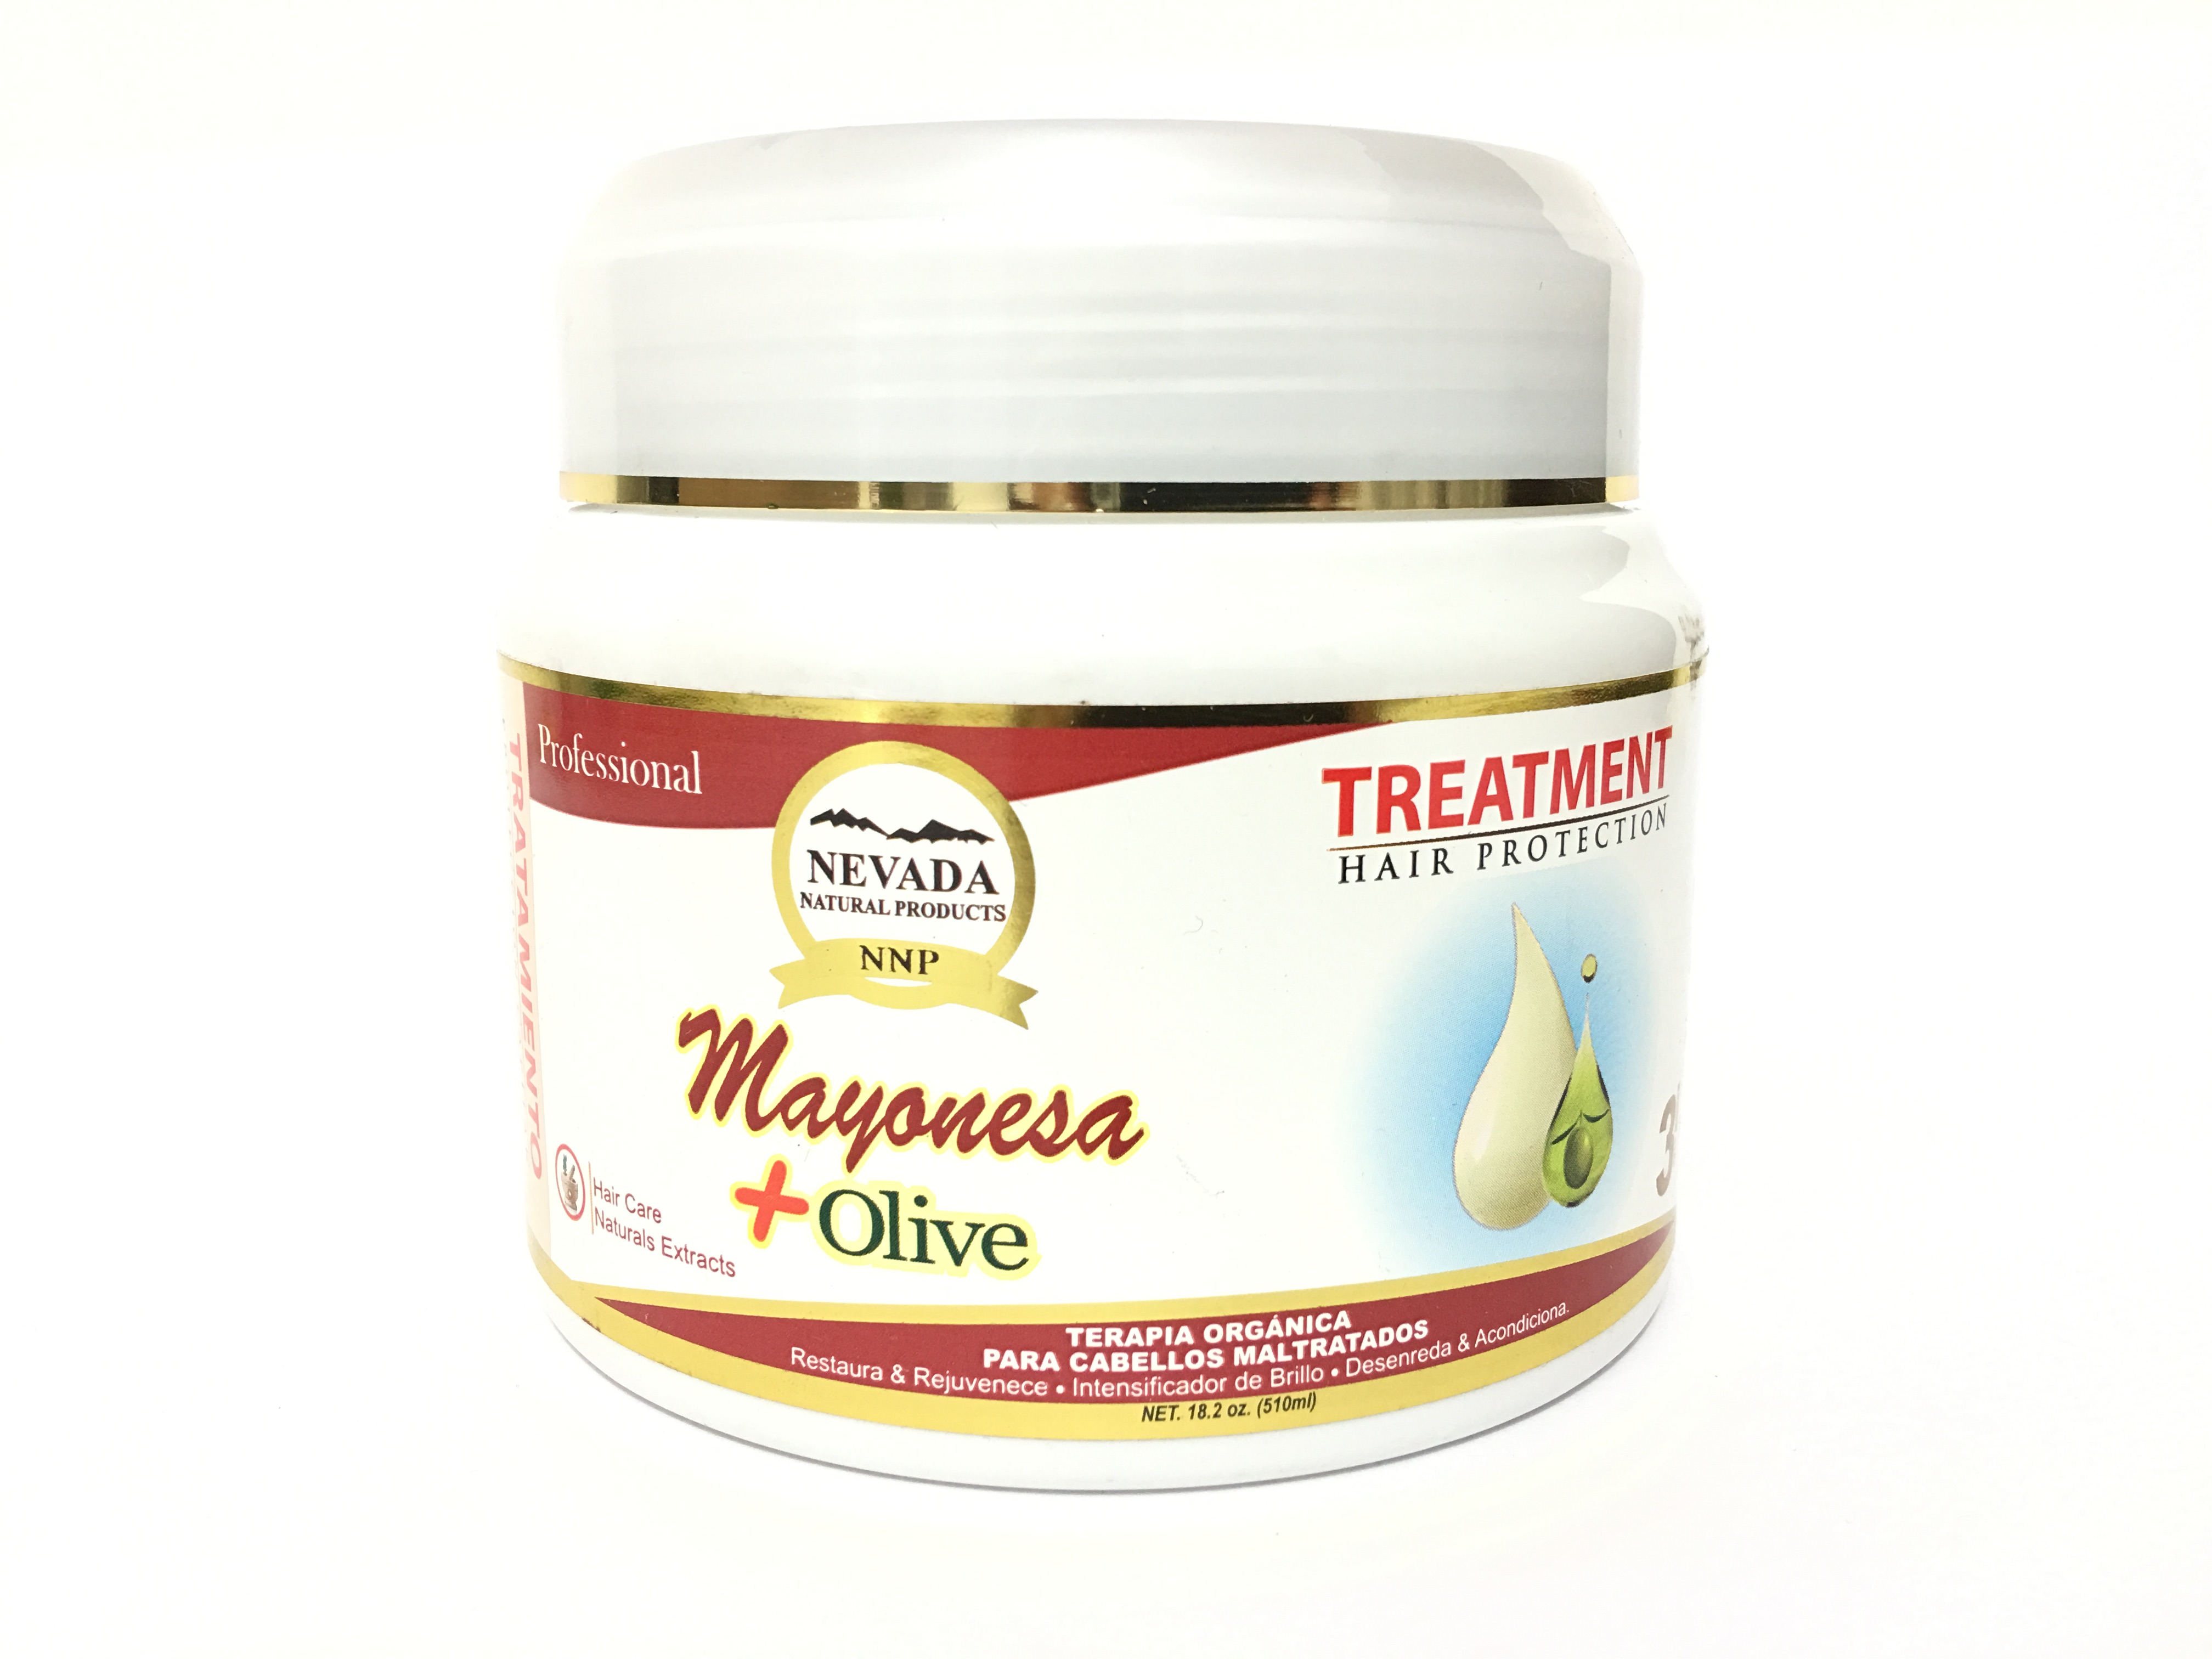 Professional
NEVADA
NATURAL PRODUCTS
NNP
TREATMENT
HAIR PROTECTION
TRATAMIENTO
Mayonesa
+Olive
Hair Care
Naturals Extracts
TERAPIA ORGÁNICA
PARA CABELLOS MALTRATADOS
Restaura & Rejuvenece • Intensificador de Brillo • Desenreda & Acondiciona.
NET. 18.2 oz. (510ml)